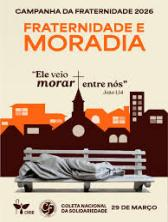 CAMPANHA DA FRATERNIDADE 2026
FRATERNIDADE E
MORADIA
"Ele veio
morar entre nós"
João 1,14
CNBB
COLETA NACIONAL
DA SOLIDARIEDADE
29 DE MARÇO